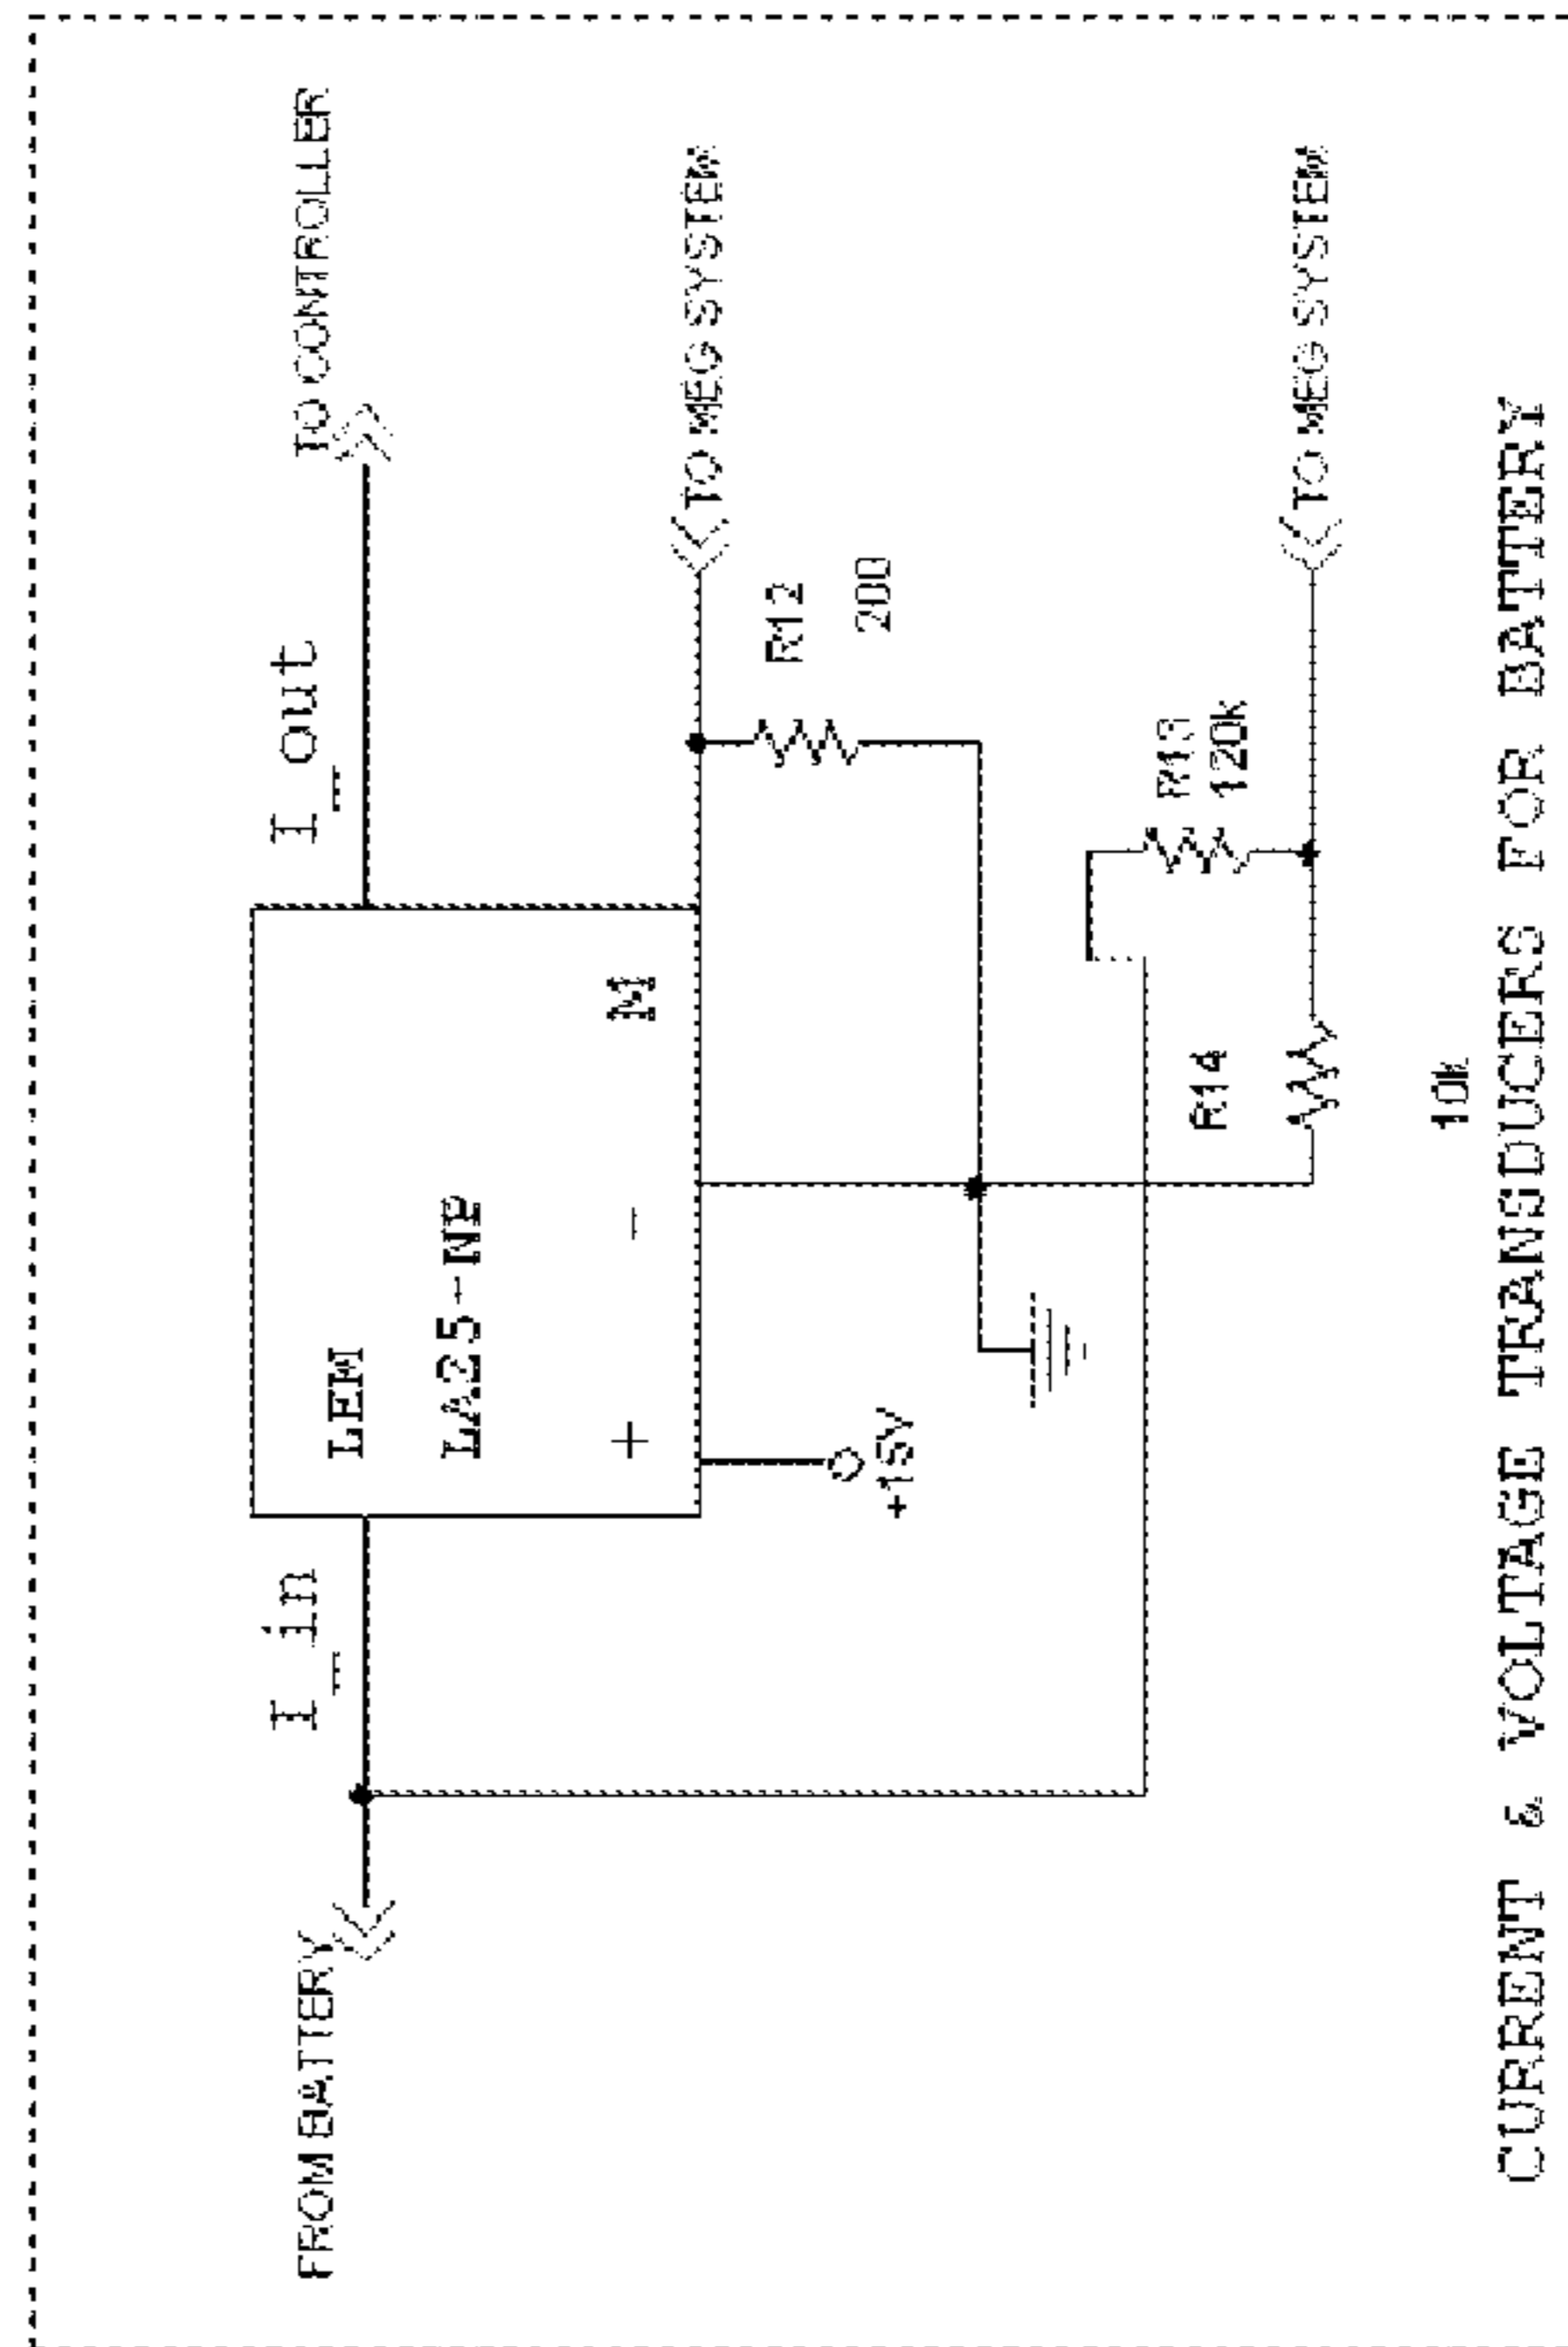 FROM BATTERY
I_in
I_out
TO CONTROLLER
LEM
LA25-NP
+
-
M
TO MEG SYSTEM
+15V
R12
200
R13
120k
R14
10k
TO MEG SYSTEM
CURRENT & VOLTAGE TRANSDUCERS FOR BATTERY